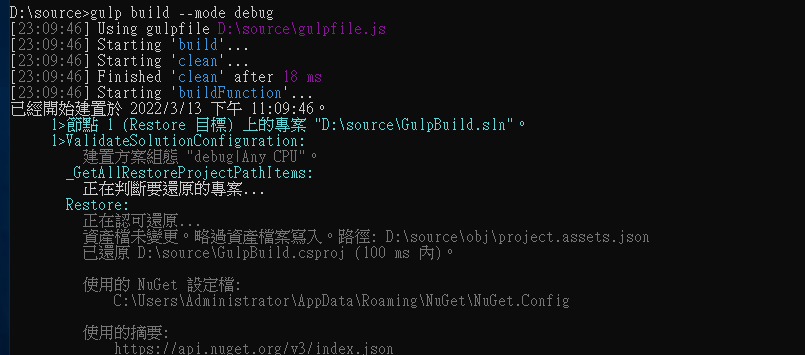 D:\source>gulp build --mode debug
[23:09:46] Using gulpfile D:\source\gulpfile.js
[23:09:46] Starting 'build'...
[23:09:46] Starting 'clean'...
[23:09:46] Finished 'clean' after 18 ms
[23:09:46] Starting 'buildFunction'...
已經開始建置於 2022/3/13 下午 11:09:46。
1>節點 1 (Restore 目標) 上的專案 "D:\source\GulpBuild.sln"。
1>ValidateSolutionConfiguration:
建置方案組態 "debug|Any CPU"。
_GetAllRestoreProjectPathItems:
正在判斷要還原的專案...
Restore:
正在認可還原...
資產檔未變更。略過資產檔案寫入。路徑: D:\source\obj\project.assets.json
已還原 D:\source\GulpBuild.csproj (100 ms 內)。
使用的 NuGet 設定檔:
C:\Users\Administrator\AppData\Roaming\NuGet\NuGet.Config
使用的摘要:
https://api.nuget.org/v3/index.json